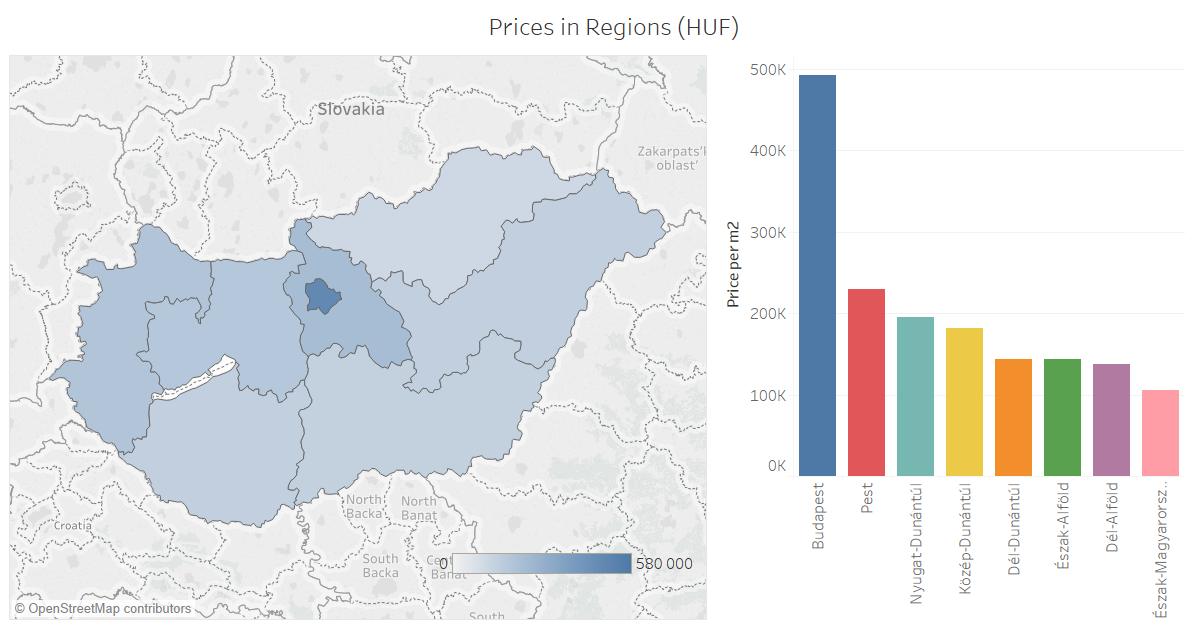 Prices in Regions (HUF)
Slovakia
Zakarpats'k
oblast'
North
Backa
North
Banat
Croatia
South
Backa
Banat
South
0
580 000
© OpenStreetMap contributors
Price per m2
500K
400K
300K
200K
100K
0K
Budapest
Pest
Nyugat-Dunántúl
Közép-Dunántúl
Dél-Dunántúl
Észak-Alföld
Dél-Alföld
Észak-Magyarorsz..